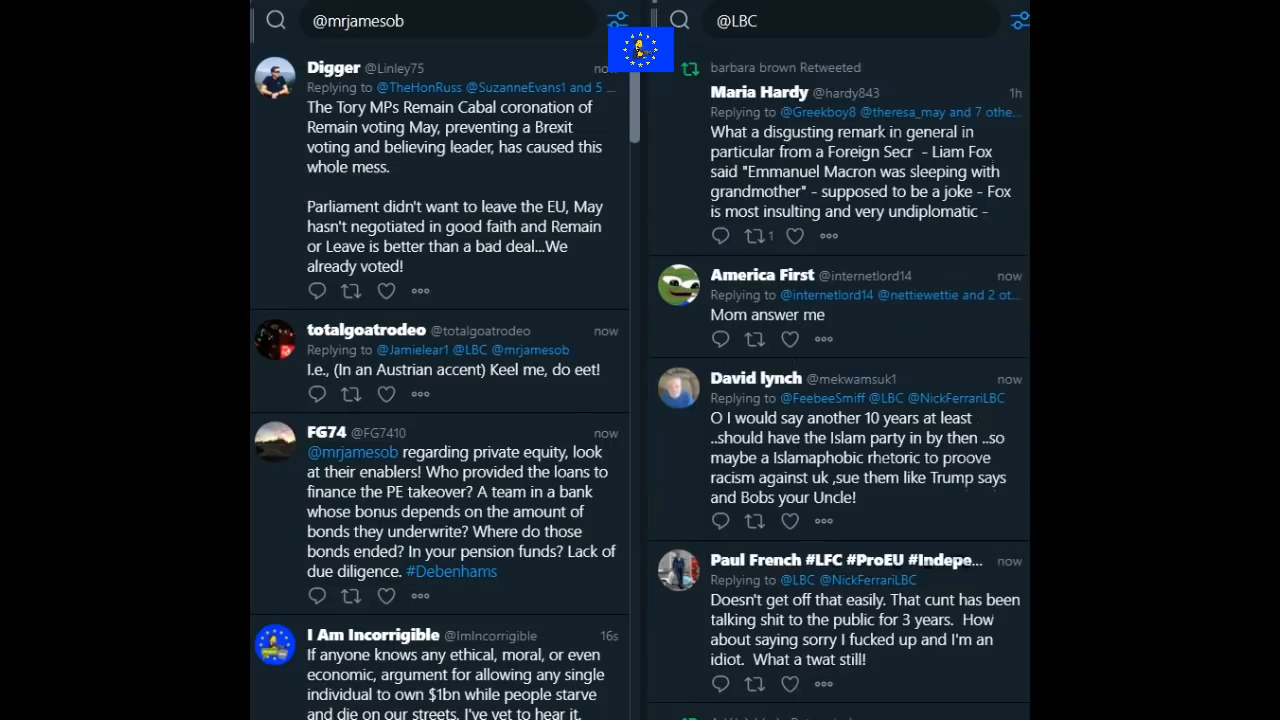 @mrjamesob
Digger @Linley75 now
Replying to @TheHonRuss @SuzanneEvans1 and 5 ...
The Tory MPs Remain Cabal coronation of
Remain voting May, preventing a Brexit
voting and believing leader, has caused this
whole mess.
Parliament didn't want to leave the EU, May
hasn't negotiated in good faith and Remain
or Leave is better than a bad deal...We
already voted!
totalgoatrodeo @totalgoatrodeo now
Replying to @Jamielear1 @LBC @mrjamesob
I.e., (In an Austrian accent) Keel me, do eet!
FG74 @FG7410 now
@mrjamesob regarding private equity, look
at their enablers! Who provided the loans to
finance the PE takeover? A team in a bank
whose bonus depends on the amount of
bonds they underwrite? Where do those
bonds ended? In your pension funds? Lack of
due diligence. #Debenhams
I Am Incorrigible @ImIncorrigible 16s
If anyone knows any ethical, moral, or even
economic, argument for allowing any single
individual to own $1bn while people starve
and die on our streets, I've yet to hear it.
@LBC
barbara brown Retweeted
Maria Hardy @hardy843 1h
Replying to @Greekboy8 @theresa_may and 7 othe...
What a disgusting remark in general in
particular from a Foreign Secr - Liam Fox
said "Emmanuel Macron was sleeping with
grandmother" - supposed to be a joke - Fox
is most insulting and very undiplomatic -
1
America First @internetlord14 now
Replying to @internetlord14 @nettiewettie and 2 ot...
Mom answer me
David lynch @mekwamsuk1 now
Replying to @FeebeeSmiff @LBC @NickFerrariLBC
O I would say another 10 years at least
..should have the Islam party in by then ..so
maybe a Islamaphobic rhetoric to proove
racism against uk ,sue them like Trump says
and Bobs your Uncle!
Paul French #LFC #ProEU #Indepe... now
Replying to @LBC @NickFerrariLBC
Doesn't get off that easily. That cunt has been
talking shit to the public for 3 years. How
about saying sorry I fucked up and I'm an
idiot. What a twat still!